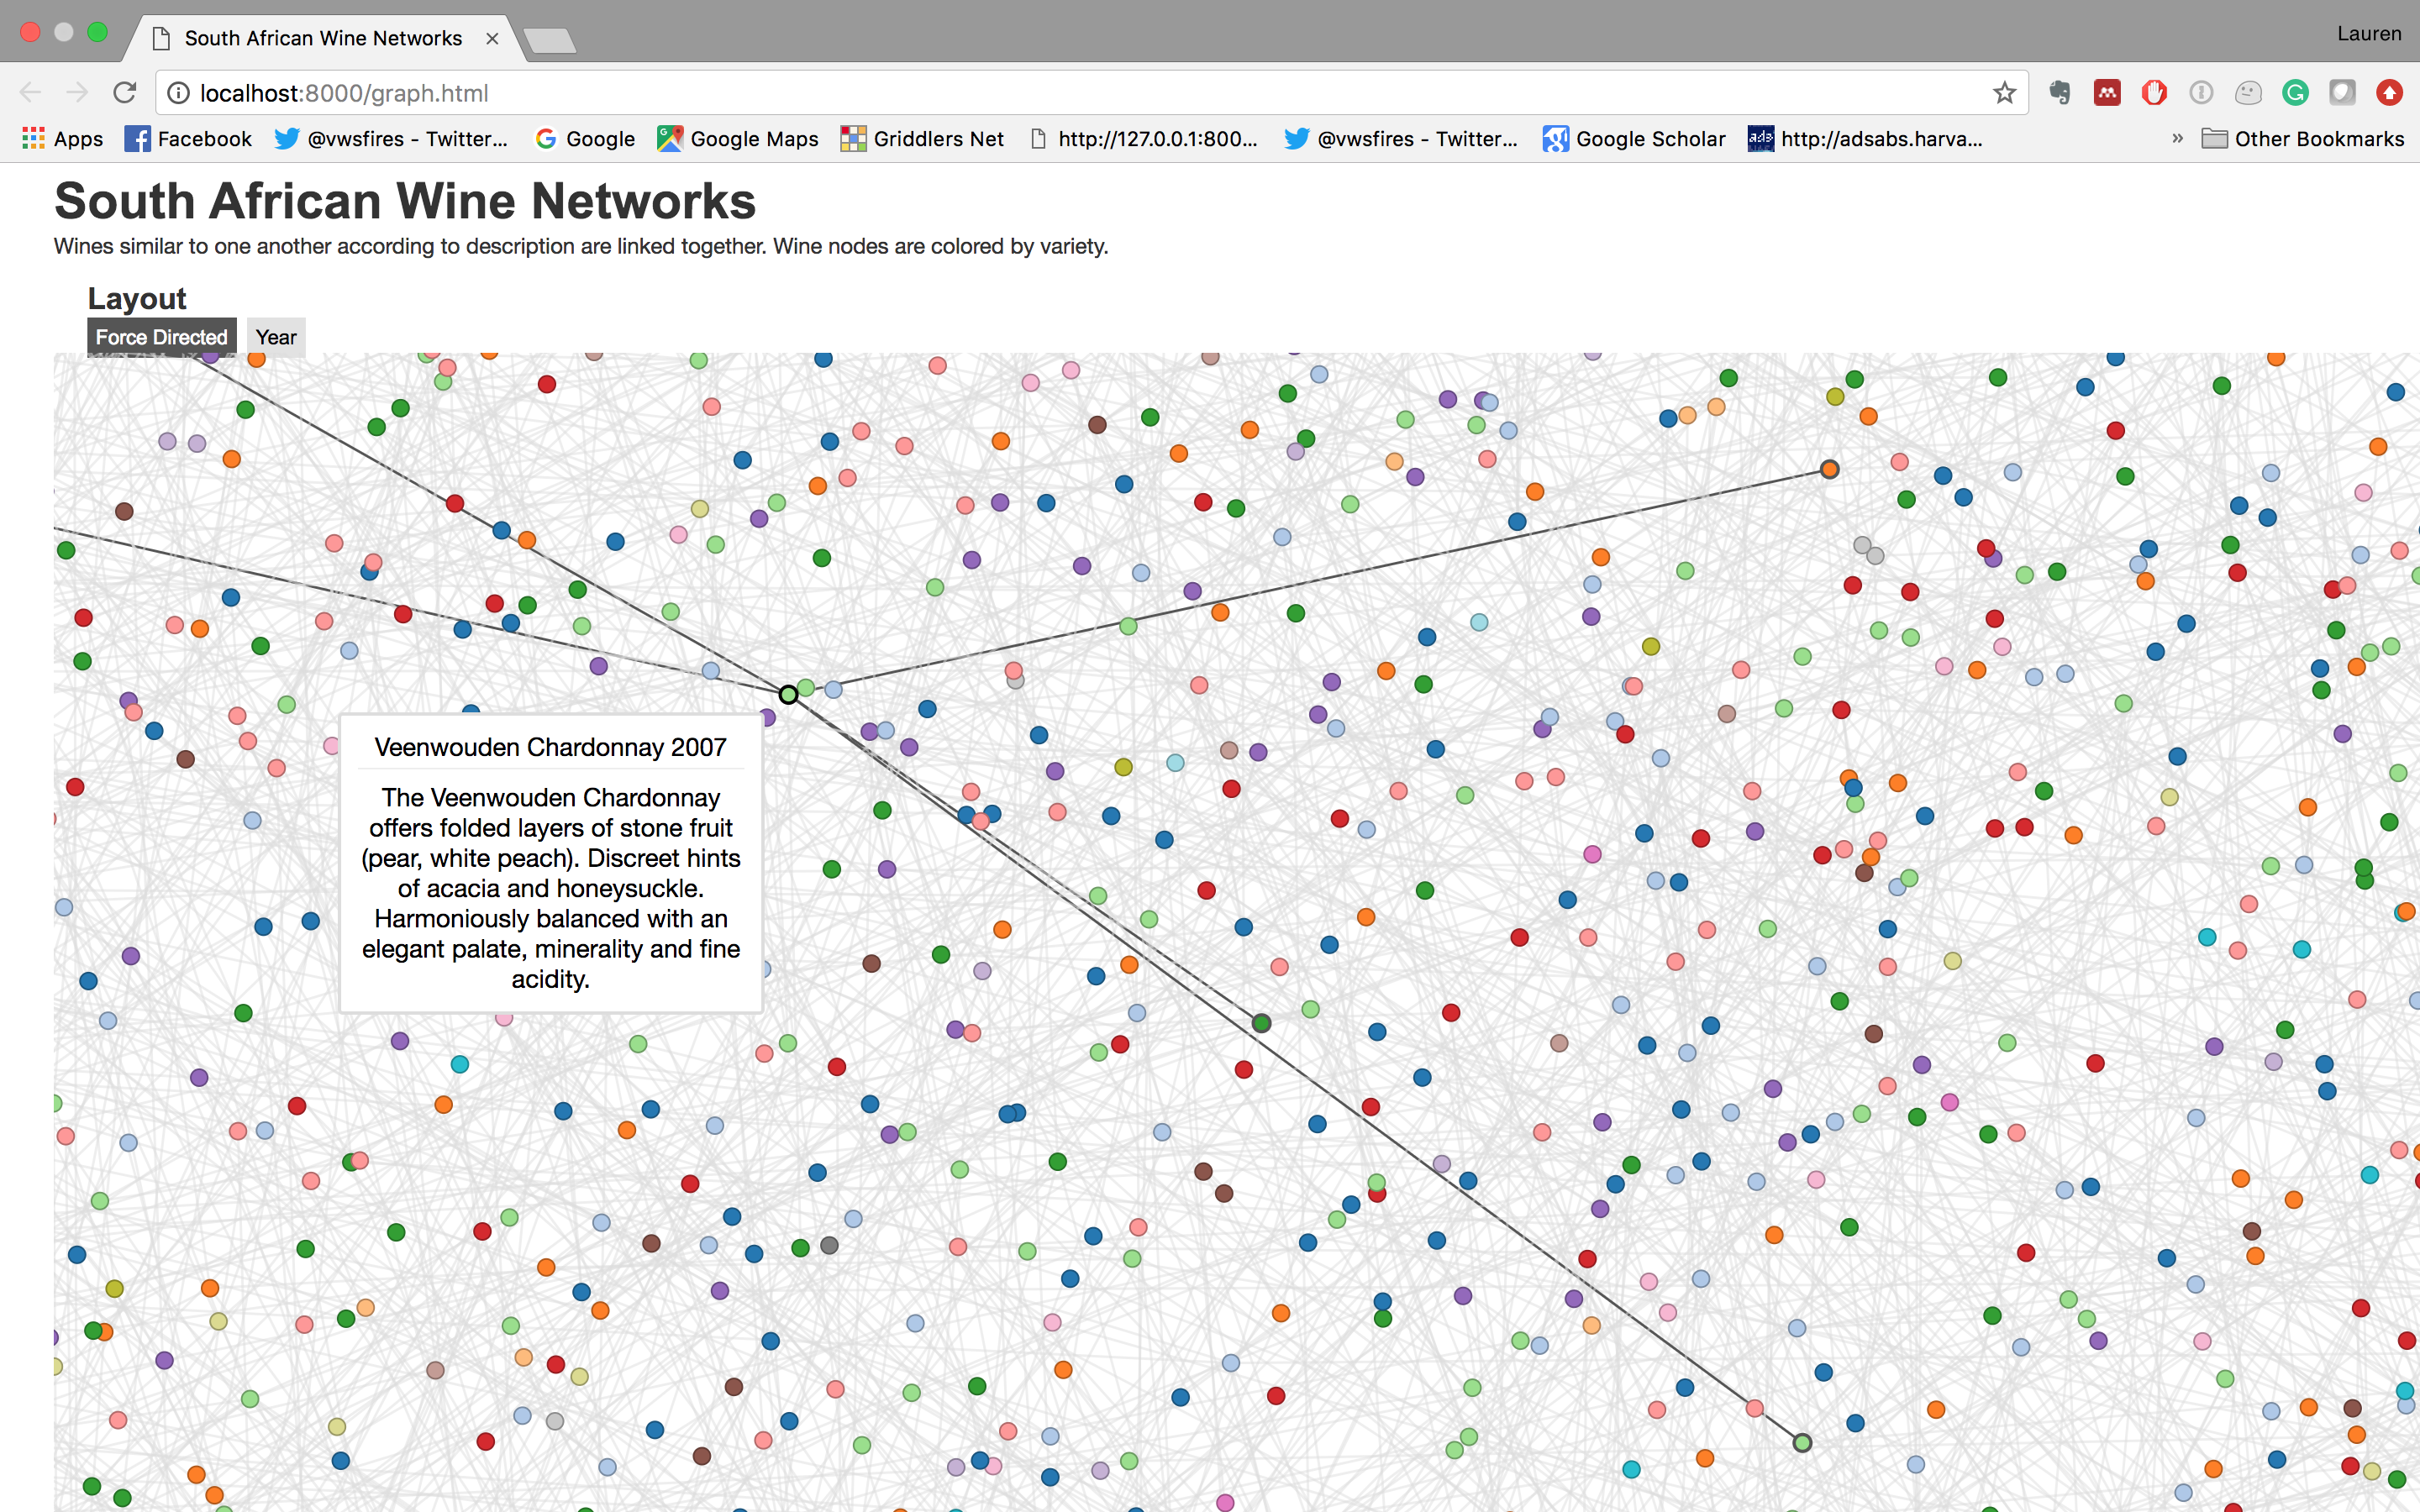 South African Wine Networks
Lauren
localhost:8000/graph.html
Apps Facebook @vwsfires - Twitter... Google Google Maps Griddlers Net http://127.0.0.1:800... @vwsfires - Twitter... Google Scholar ads http://adsabs.harva... » Other Bookmarks
South African Wine Networks
Wines similar to one another according to description are linked together. Wine nodes are colored by variety.
Layout
Force Directed Year
Veenwouden Chardonnay 2007
The Veenwouden Chardonnay
offers folded layers of stone fruit
(pear, white peach). Discreet hints
of acacia and honeysuckle.
Harmoniously balanced with an
elegant palate, minerality and fine
acidity.